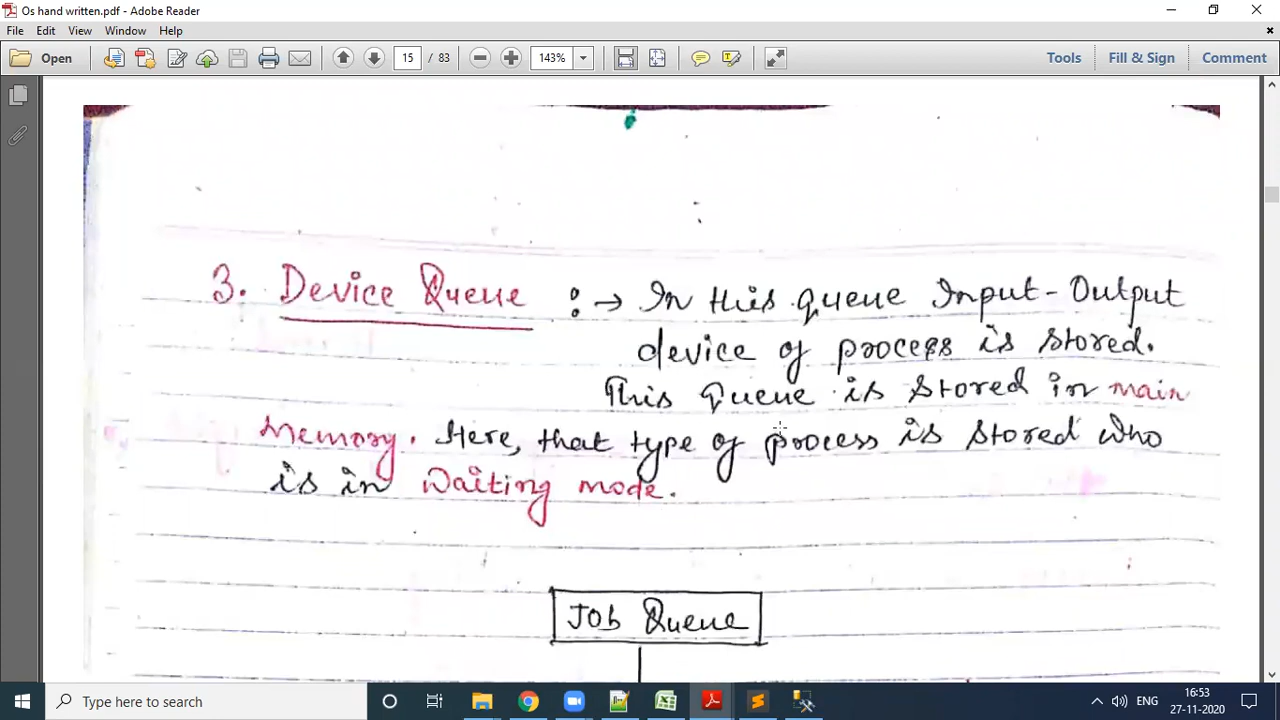 Os hand written.pdf - Adobe Reader
File Edit View Window Help
Open 15 / 83 143% Tools Fill & Sign Comment
3. Device Queue :→ In this queue Input-Output
device of process is stored.
This Queue is stored in main
Memory. Here, that type of process is stored who
is in Waiting mode.
Job Queue
Type here to search
ENG
16:53
27-11-2020